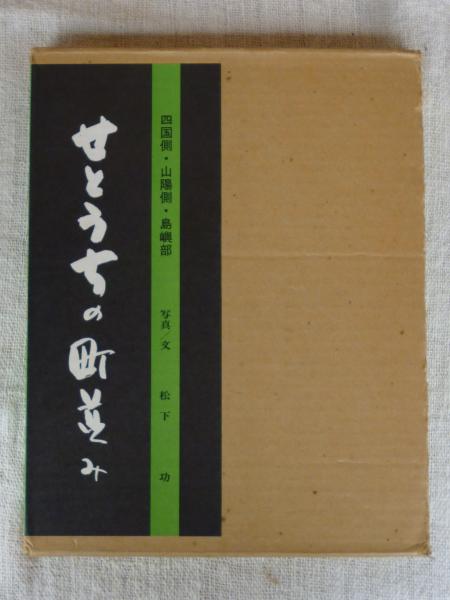 せとうちの町並み
四国側・山陽側・島嶼部
写真／文 松下 功